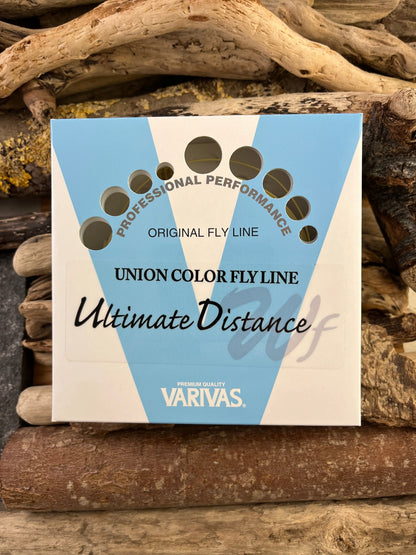 PROFESSIONAL PERFORMANCE
ORIGINAL FLY LINE
UNION COLOR FLY LINE
Ultimate Distance
Wf
PREMIUM QUALITY
VARIVAS®